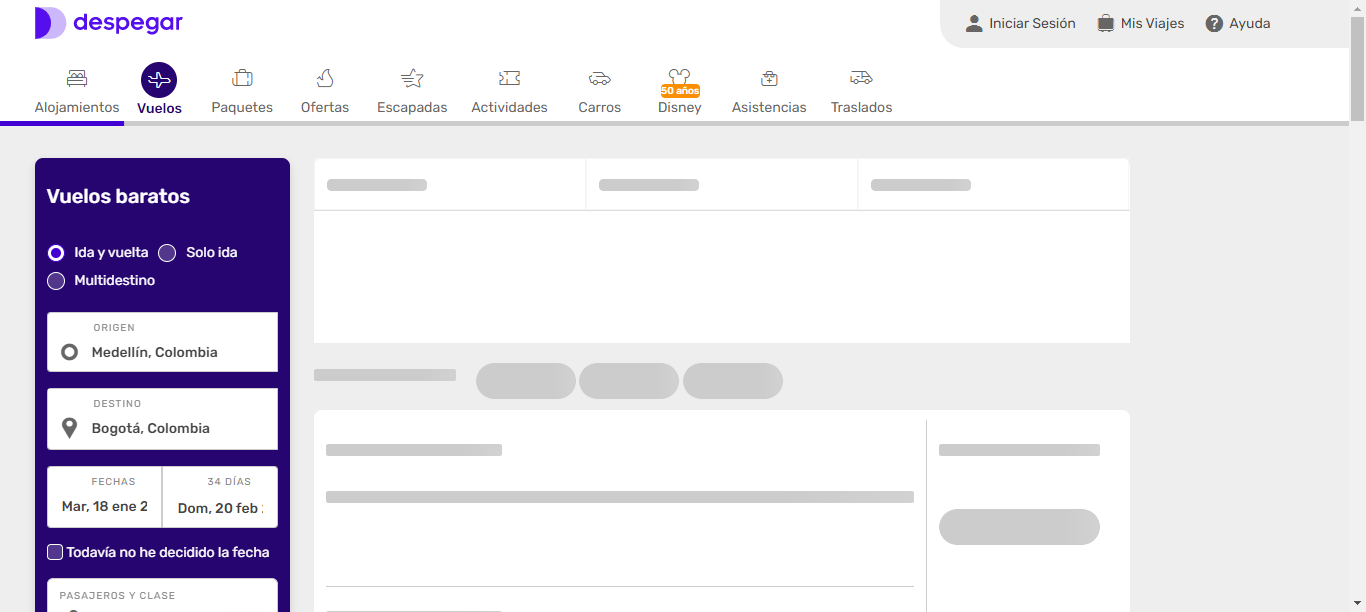 despegar
Iniciar Sesión
Mis Viajes
Ayuda
Alojamientos
Vuelos
Paquetes
Ofertas
Escapadas
Actividades
Carros
50 años
Disney
Asistencias
Traslados
Vuelos baratos
Ida y vuelta
Solo ida
Multidestino
ORIGEN
Medellín, Colombia
DESTINO
Bogotá, Colombia
FECHAS
34 DÍAS
Mar, 18 ene 2
Dom, 20 feb
Todavía no he decidido la fecha
PASAJEROS Y CLASE